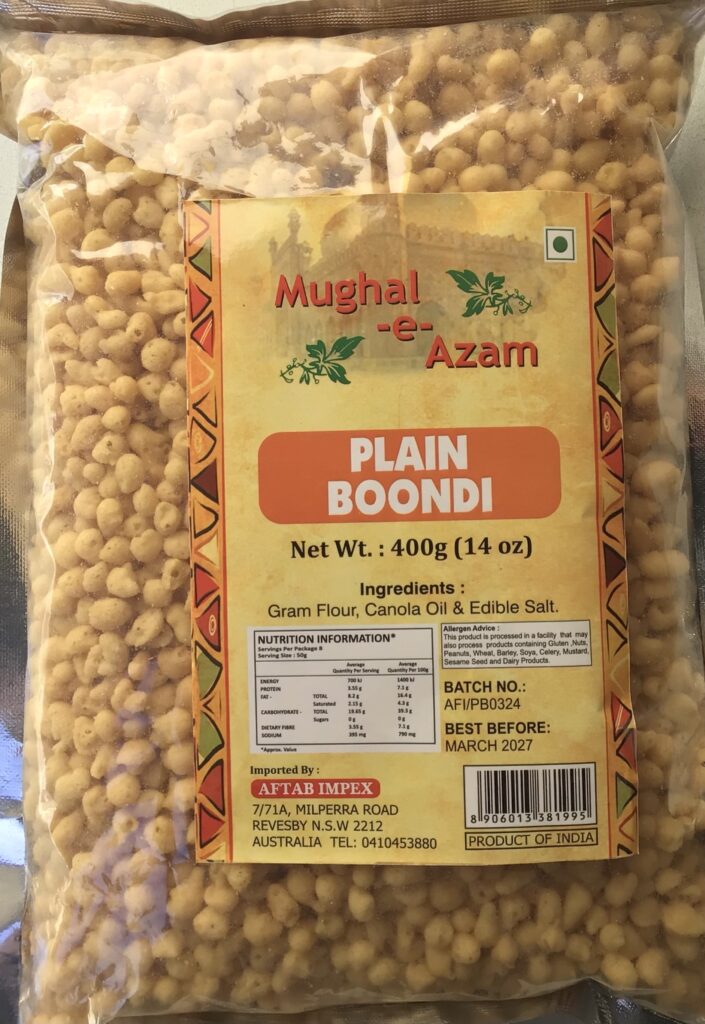 Mughal
-e-
Azam
PLAIN
BOONDI
Net Wt. : 400g (14 oz)
Ingredients :
Gram Flour, Canola Oil & Edible Salt.
NUTRITION INFORMATION*
Servings Per Package 8
Serving Size : 50g
Average Quantity Per Serving Average Quantity Per 100g
ENERGY 700 kJ 1400 kJ
PROTEIN 3.55 g 7.1 g
FAT - TOTAL 8.2 g 16.4 g
Saturated 2.15 g 4.3 g
CARBOHYDRATE - TOTAL 19.65 g 39.3 g
Sugars 0 g 0 g
DIETARY FIBRE 3.55 g 7.1 g
SODIUM 395 mg 790 mg
*Approx. Value
Allergen Advice :
This product is processed in a facility that may
also process products containing Gluten ,Nuts,
Peanuts, Wheat, Barley, Soya, Celery, Mustard,
Sesame Seed and Dairy Products.
BATCH NO.:
AFI/PB0324
BEST BEFORE:
MARCH 2027
Imported By :
AFTAB IMPEX
7/71A, MILPERRA ROAD
REVESBY N.S.W 2212
AUSTRALIA TEL: 0410453880
8 906013 381995
PRODUCT OF INDIA